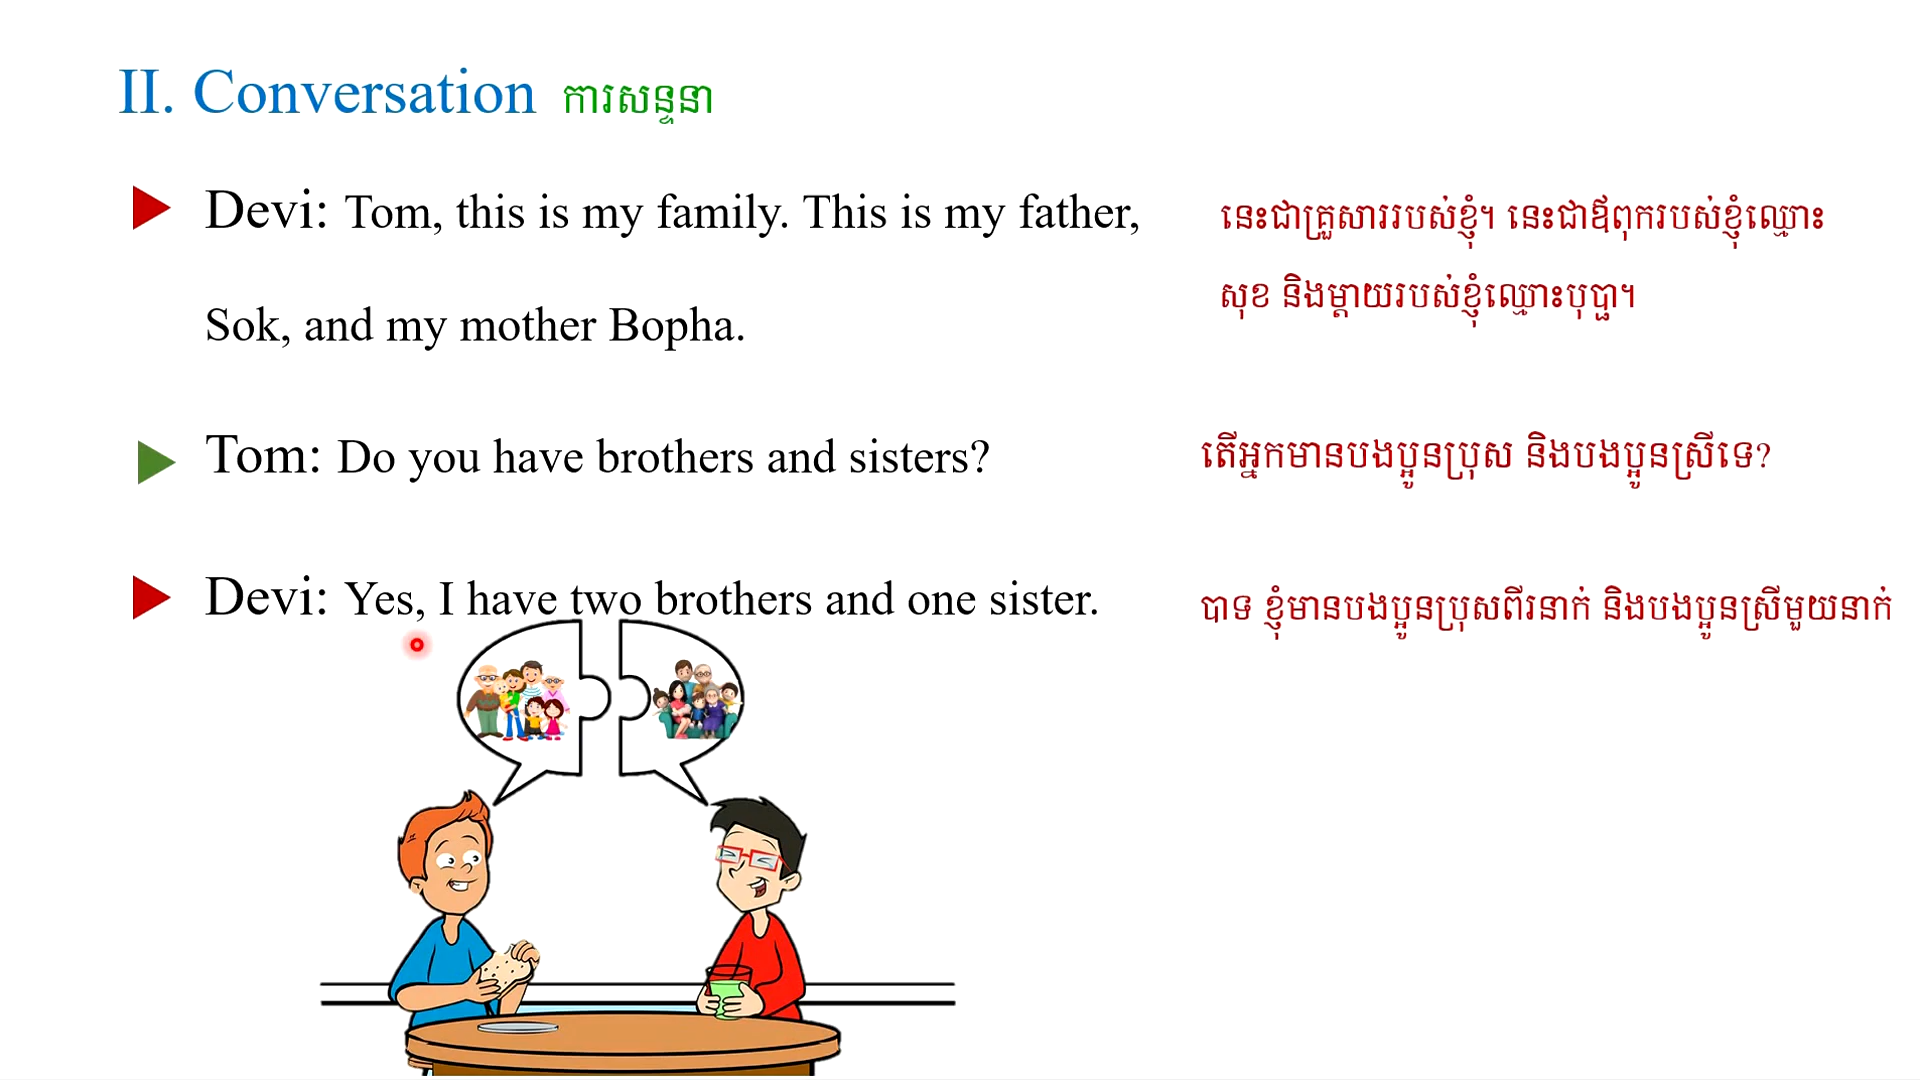 II. Conversation ការសន្ទនា
Devi: Tom, this is my family. This is my father,
Sok, and my mother Bopha.
នេះជាគ្រួសាររបស់ខ្ញុំ។ នេះជាឪពុករបស់ខ្ញុំឈ្មោះ
សុខ និងម្តាយរបស់ខ្ញុំឈ្មោះបុប្ផា។
Tom: Do you have brothers and sisters?
តើអ្នកមានបងប្អូនប្រុស និងបងប្អូនស្រីទេ?
Devi: Yes, I have two brothers and one sister.
បាទ ខ្ញុំមានបងប្អូនប្រុសពីរនាក់ និងបងប្អូនស្រីមួយនាក់